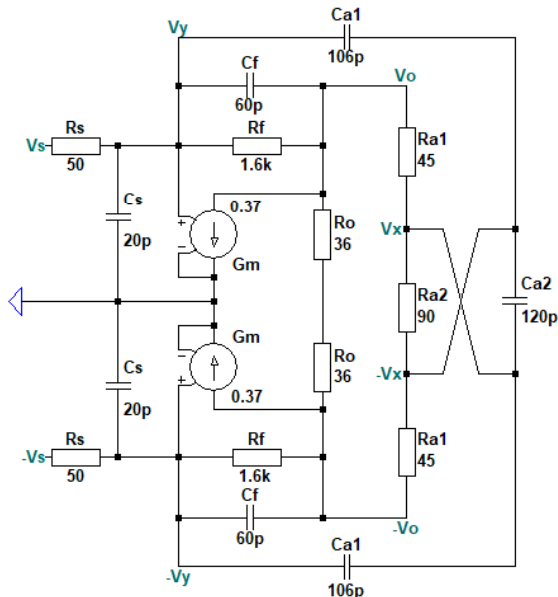 Ca1
Vy
106p
Cf
Vo
60p
Rs
Rf
Ra1
Vs
50
1.6k
45
Cs
0.37
+
Ro
Vx
20p
−
36
Gm
Ra2
Ca2
90
120p
Gm
Ro
−
-Vx
Cs
36
+
20p
0.37
Rs
Rf
Ra1
-Vs
45
50
1.6k
Cf
60p
-Vo
Ca1
-Vy
106p